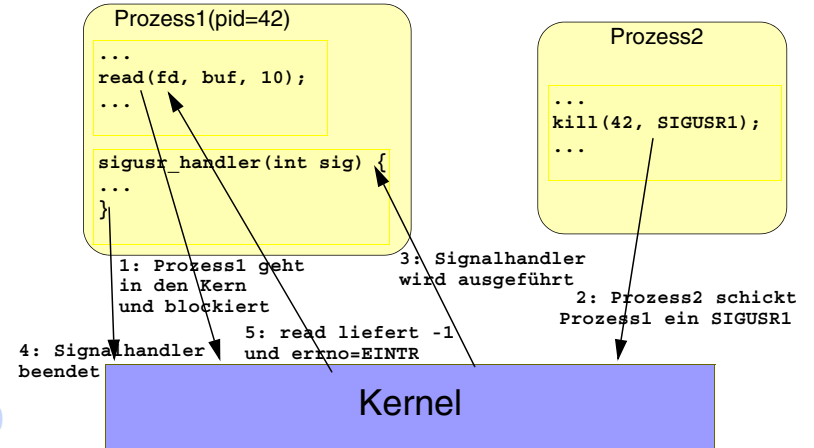 Prozess1(pid=42)
...
read(fd, buf, 10);
...
sigusr_handler(int sig) {
...
}
Prozess2
...
kill(42, SIGUSR1);
...
1: Prozess1 geht
in den Kern
und blockiert
3: Signalhandler
wird ausgeführt
2: Prozess2 schickt
Prozess1 ein SIGUSR1
4: Signalhandler
beendet
5: read liefert -1
und errno=EINTR
Kernel